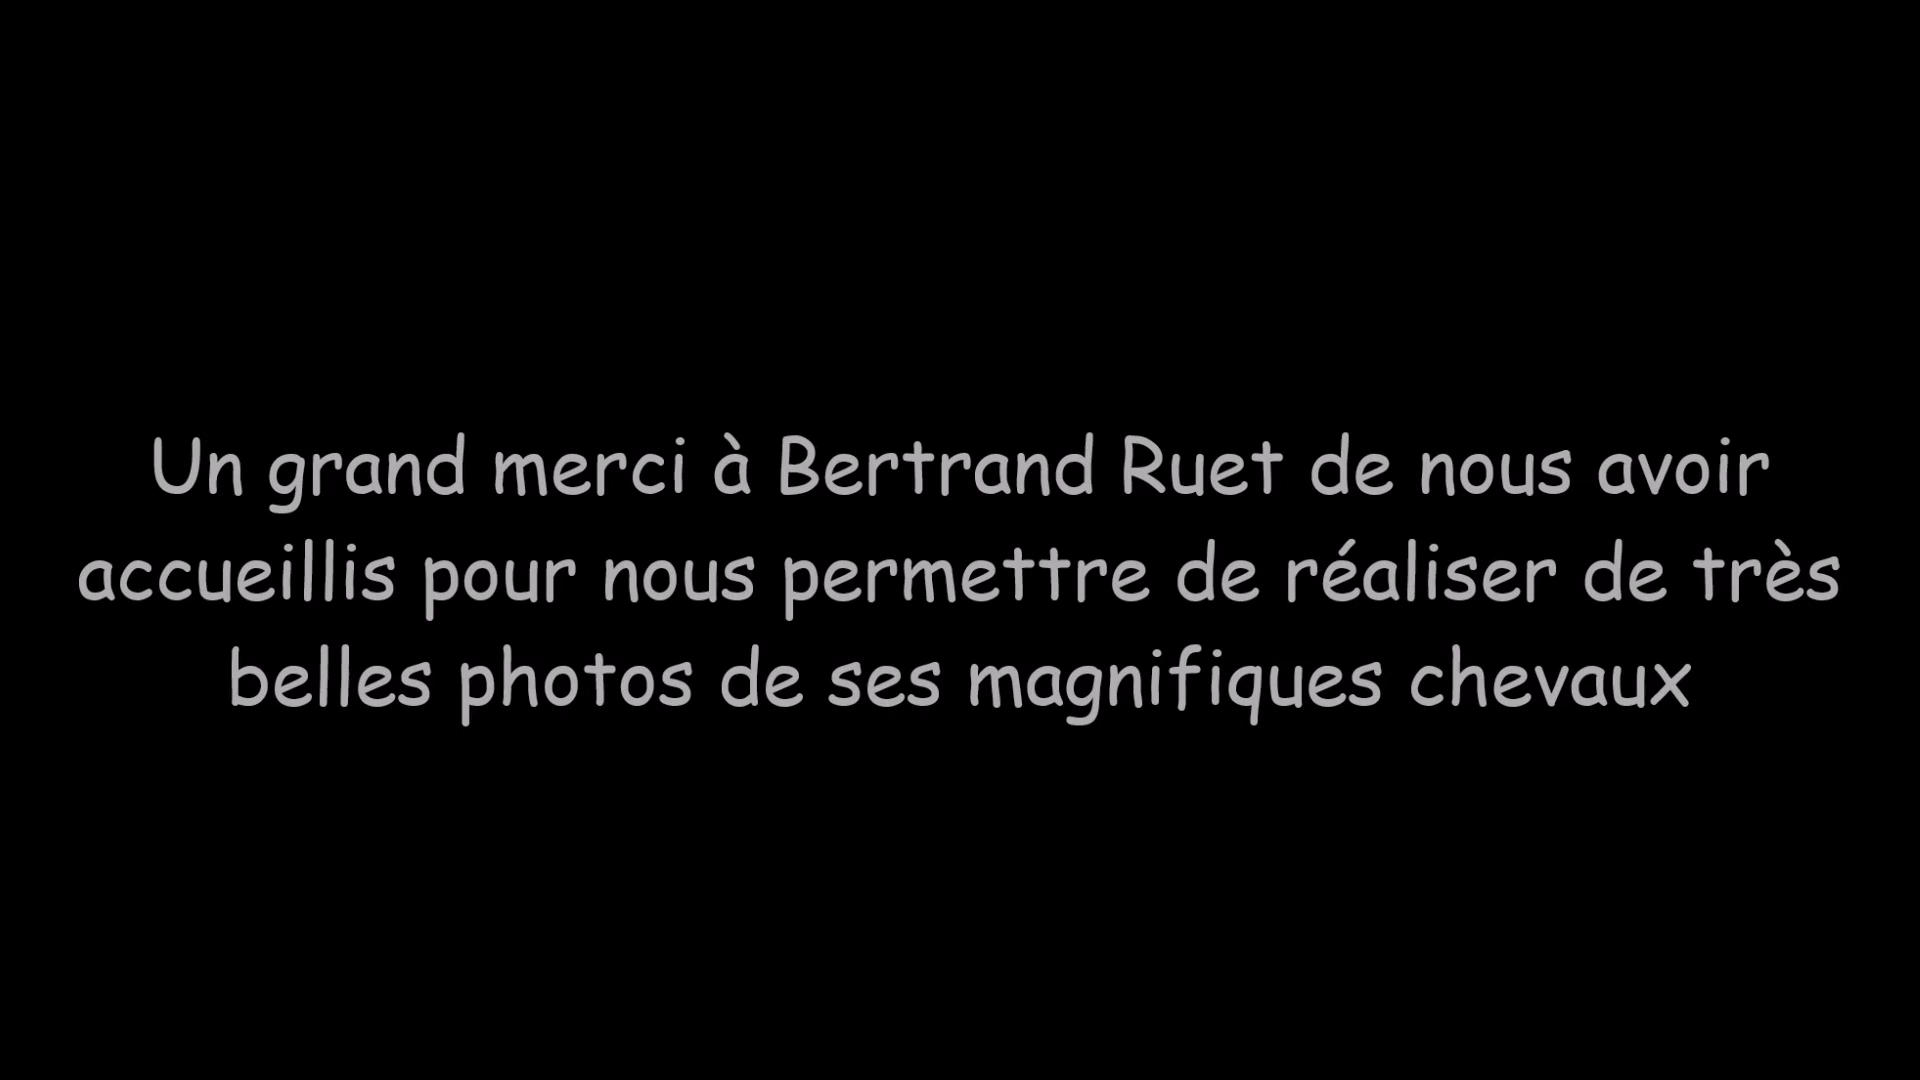 Un grand merci à Bertrand Ruet de nous avoir
accueillis pour nous permettre de réaliser de très
belles photos de ses magnifiques chevaux